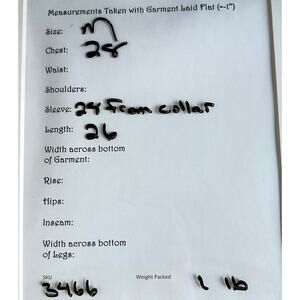 Measurements Taken with Garment Laid Flat (~1")
Size: M
Chest: 28
Waist:
Shoulders:
Sleeve: 24 From collar
Length: 26
Width across bottom
of Garment:
Rise:
Hips:
Inseam:
Width across bottom
of Legs:
SKU Weight Packed
3466 1 lb